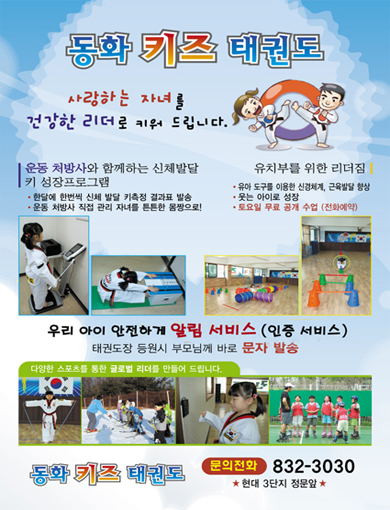 동화 키즈 태권도
사랑하는 자녀를
건강한 리더로 키워 드립니다.
운동 처방사와 함께하는 신체발달
키 성장프로그램
• 한달에 한번씩 신체 발달 키측정 결과표 발송
• 운동 처방사 직접 관리 자녀를 튼튼한 몸짱으로!
유치부를 위한 리더짐
• 유아 도구를 이용한 신경체계, 근육발달 향상
• 웃는 아이로 성장
• 토요일 무료 공개 수업 (전화예약)
우리 아이 안전하게 알림 서비스 (인증 서비스)
태권도장 등원시 부모님께 바로 문자 발송
다양한 스포츠를 통한 글로벌 리더를 만들어 드립니다.
동화 키즈 태권도
문의전화 832-3030
★ 현대 3단지 정문앞 ★